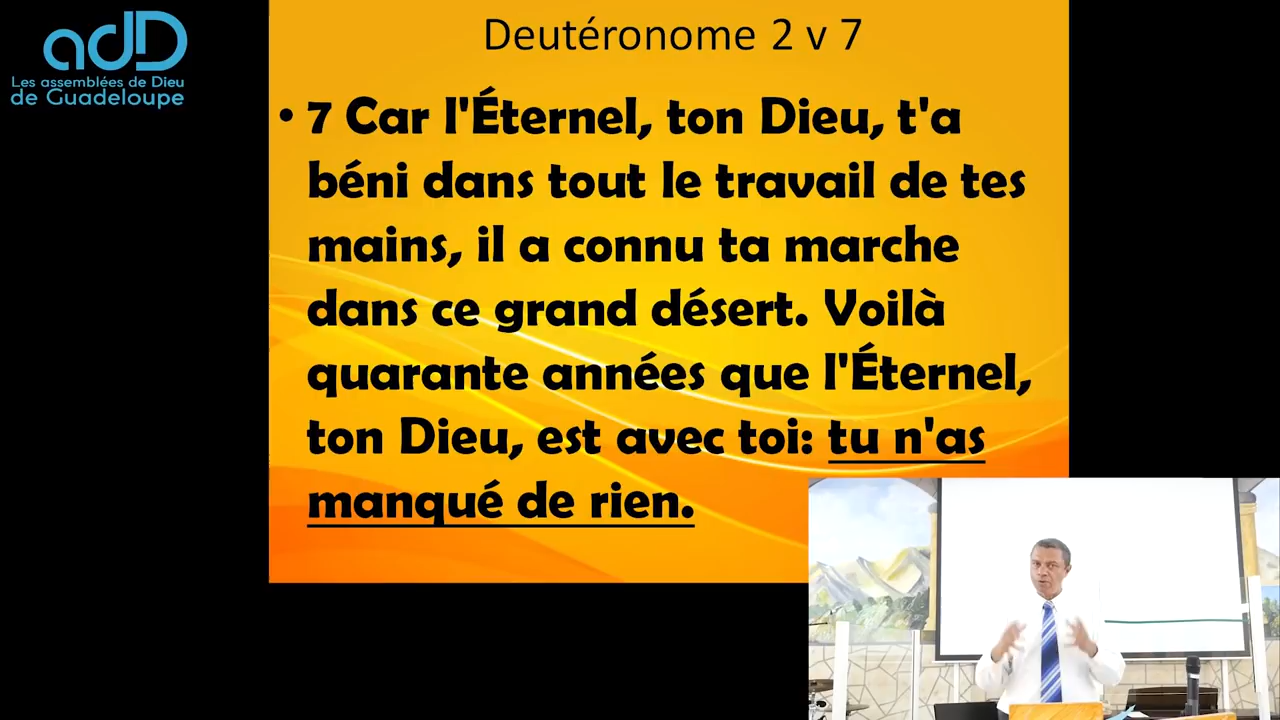 adD
Les assemblées de Dieu
de Guadeloupe
Deutéronome 2 v 7
• 7 Car l'Éternel, ton Dieu, t'a
béni dans tout le travail de tes
mains, il a connu ta marche
dans ce grand désert. Voilà
quarante années que l'Éternel,
ton Dieu, est avec toi: tu n'as
manqué de rien.